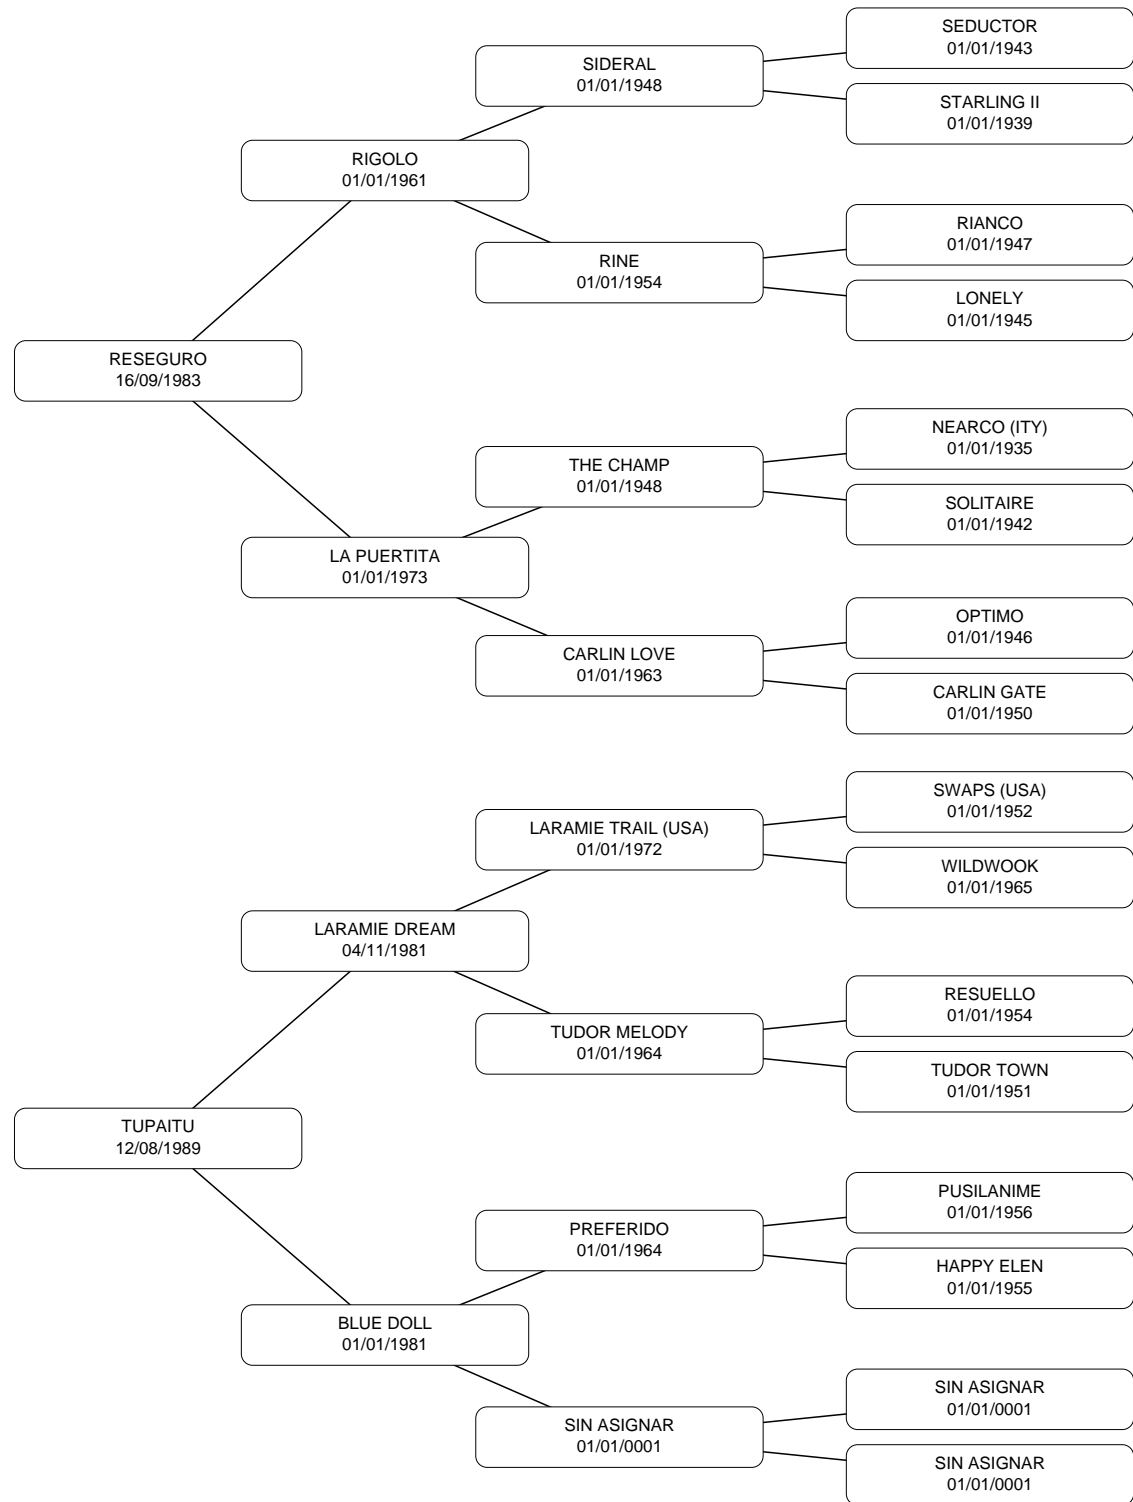 SEDUCTOR
01/01/1943
SIDERAL
01/01/1948
STARLING II
01/01/1939
RIGOLO
01/01/1961
RIANCO
01/01/1947
RINE
01/01/1954
LONELY
01/01/1945
RESEGURO
16/09/1983
NEARCO (ITY)
01/01/1935
THE CHAMP
01/01/1948
SOLITAIRE
01/01/1942
LA PUERTITA
01/01/1973
OPTIMO
01/01/1946
CARLIN LOVE
01/01/1963
CARLIN GATE
01/01/1950
SWAPS (USA)
01/01/1952
LARAMIE TRAIL (USA)
01/01/1972
WILDWOOK
01/01/1965
LARAMIE DREAM
04/11/1981
RESUELLO
01/01/1954
TUDOR MELODY
01/01/1964
TUDOR TOWN
01/01/1951
TUPAITU
12/08/1989
PUSILANIME
01/01/1956
PREFERIDO
01/01/1964
HAPPY ELEN
01/01/1955
BLUE DOLL
01/01/1981
SIN ASIGNAR
01/01/0001
SIN ASIGNAR
01/01/0001
SIN ASIGNAR
01/01/0001